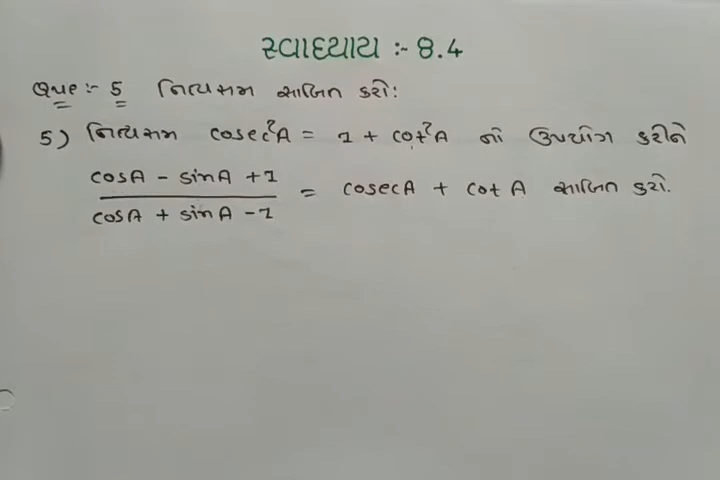 સ્વાધ્યાય :- 8.4
Que :- 5 નિત્યસમ સાબિત કરો:
5) નિત્યસમ cosec²A = 1 + cot²A નો ઉપયોગ કરીને
cosA - sinA + 1
cosA + sinA - 1
= cosecA + cot A સાબિત કરો.